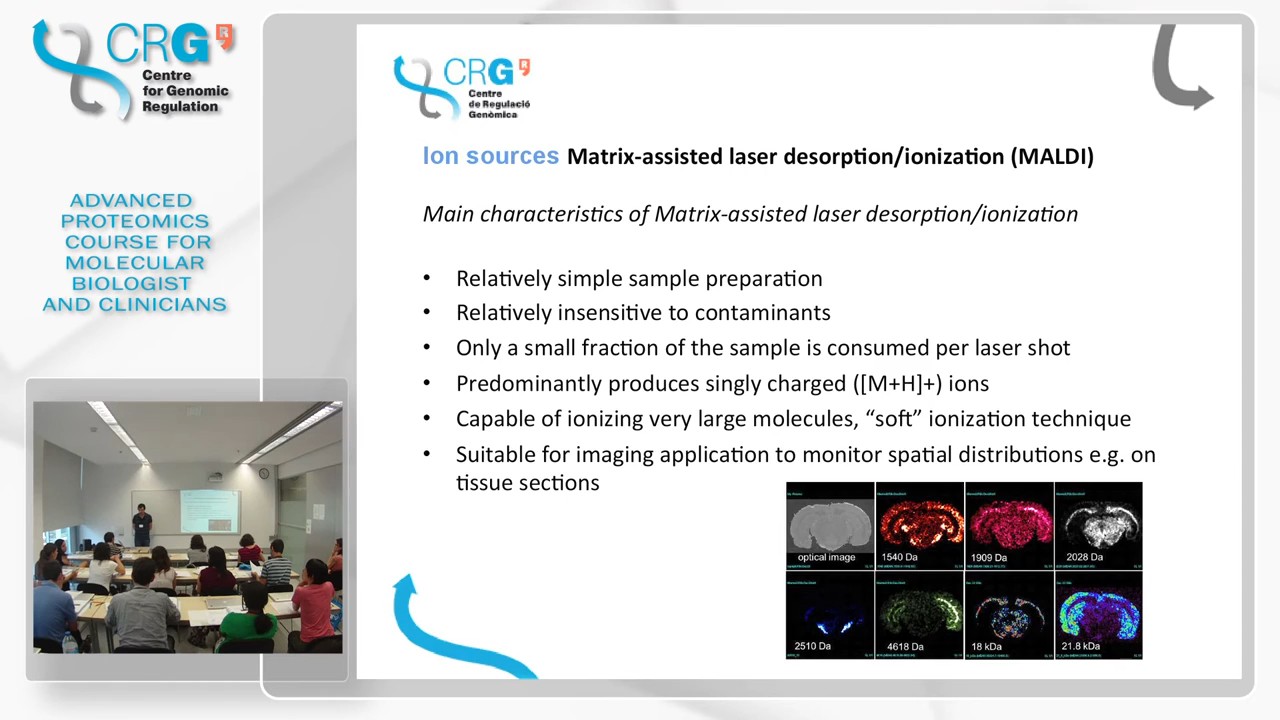 CRG
Centre
for Genomic
Regulation
ADVANCED
PROTEOMICS
COURSE FOR
MOLECULAR
BIOLOGIST
AND CLINICIANS
CRG
Centre
de Regulació
Genòmica
Ion sources Matrix-assisted laser desorption/ionization (MALDI)
Main characteristics of Matrix-assisted laser desorption/ionization
• Relatively simple sample preparation
• Relatively insensitive to contaminants
• Only a small fraction of the sample is consumed per laser shot
• Predominantly produces singly charged ([M+H]+) ions
• Capable of ionizing very large molecules, “soft” ionization technique
• Suitable for imaging application to monitor spatial distributions e.g. on
tissue sections
optical image
1540 Da
1909 Da
2028 Da
2510 Da
4618 Da
18 kDa
21.8 kDa